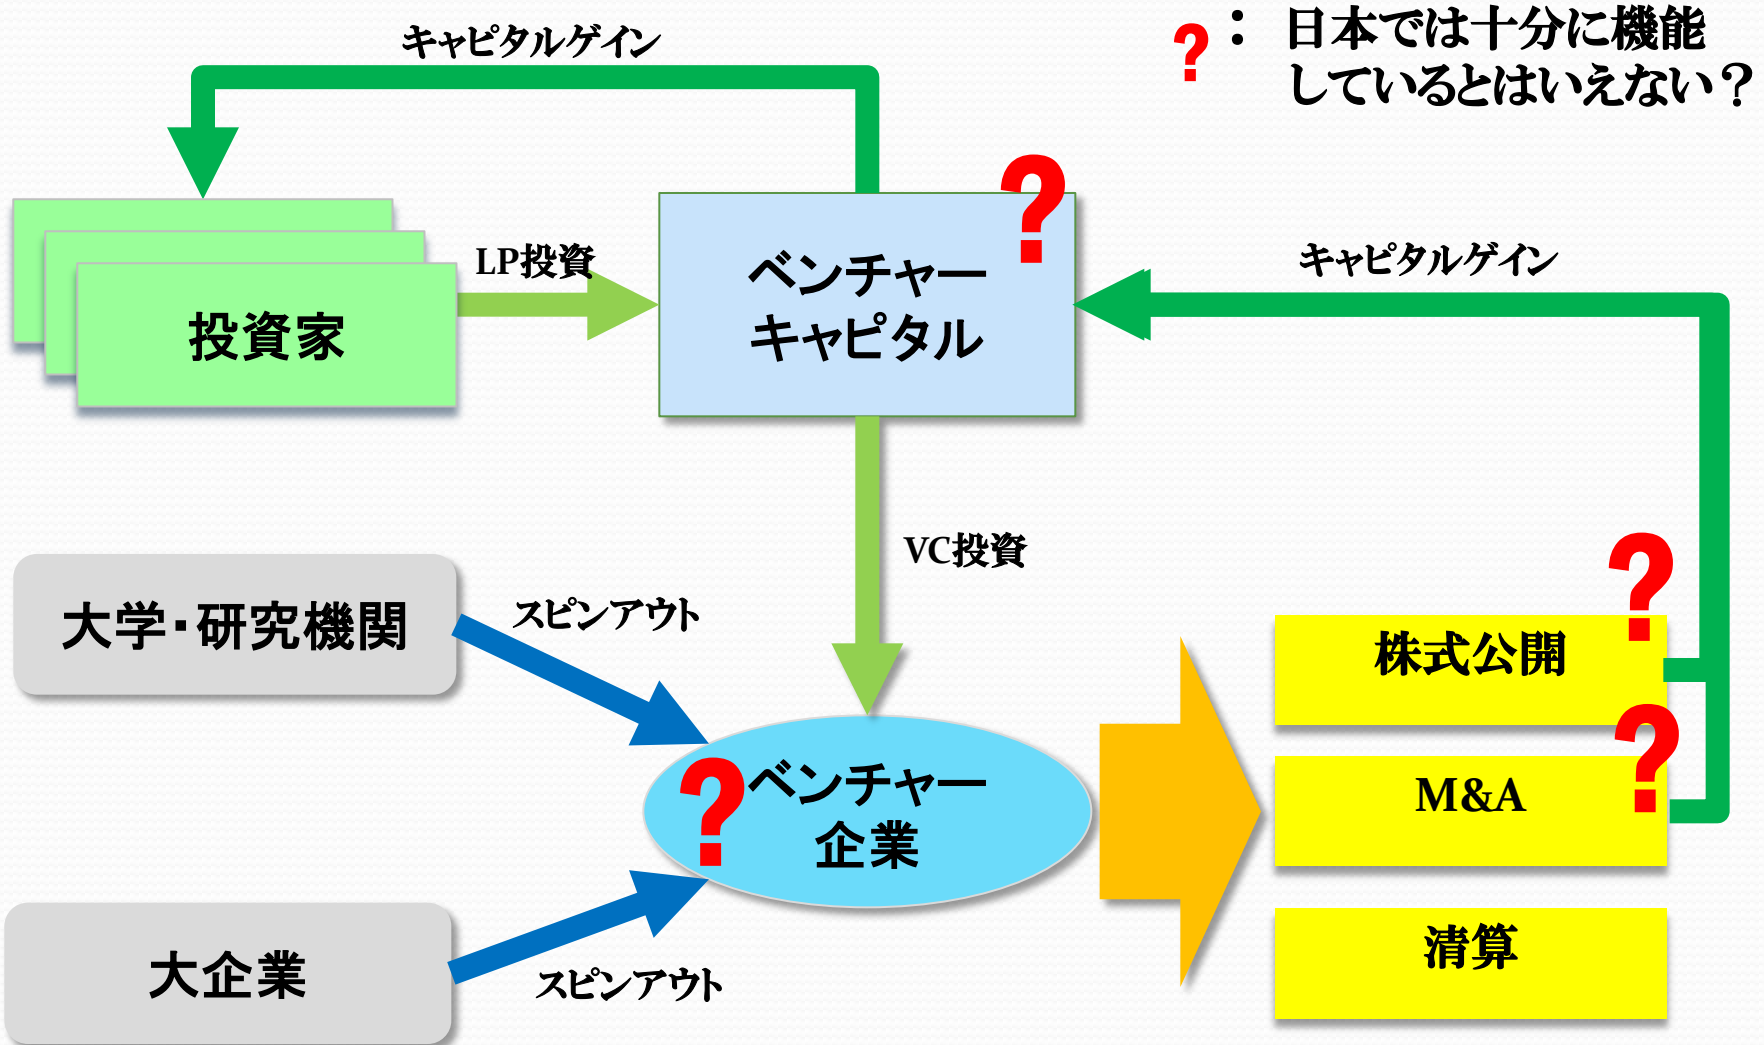 キャピタルゲイン
? : 日本では十分に機能
しているとはいえない？
?
LP投資
ベンチャー
キャピタル
キャピタルゲイン
投資家
VC投資
大学・研究機関
スピンアウト
?
株式公開
?
ベンチャー
企業
?
M&A
大企業
スピンアウト
清算